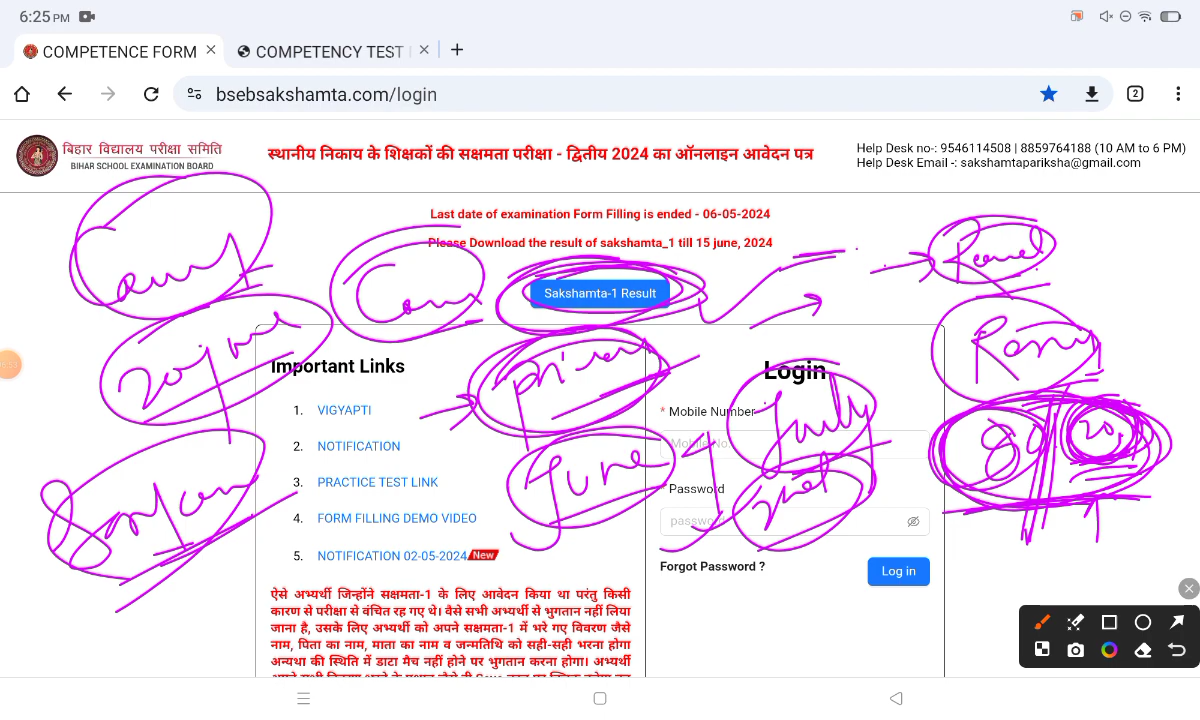 6:25 PM
COMPETENCE FORM
COMPETENCY TEST
bsebsakshamta.com/login
2
बिहार विद्यालय परीक्षा समिति
BIHAR SCHOOL EXAMINATION BOARD
स्थानीय निकाय के शिक्षकों की सक्षमता परीक्षा - द्वितीय 2024 का ऑनलाइन आवेदन पत्र
Help Desk no-: 9546114508 | 8859764188 (10 AM to 6 PM)
Help Desk Email -: sakshamtapariksha@gmail.com
Last date of examination Form Filling is ended - 06-05-2024
Please Download the result of sakshamta_1 till 15 june, 2024
Sakshamta-1 Result
Important Links
1. VIGYAPTI
2. NOTIFICATION
3. PRACTICE TEST LINK
4. FORM FILLING DEMO VIDEO
5. NOTIFICATION 02-05-2024 New
ऐसे अभ्यर्थी जिन्होंने सक्षमता-1 के लिए आवेदन किया था परंतु किसी
कारण से परीक्षा से वंचित रह गए थे। वैसे सभी अभ्यर्थी से भुगतान नहीं लिया
जाना है, उसके लिए अभ्यर्थी को अपने सक्षमता-1 में भरे गए विवरण जैसे
नाम, पिता का नाम, माता का नाम व जन्मतिथि को सही-सही भरना होगा
अन्यथा की स्थिति में डाटा मैच नहीं होने पर भुगतान करना होगा। अभ्यर्थी
Login
* Mobile Number
Mobile No
Password
password
Forgot Password ?
Log in
June
July
8
20